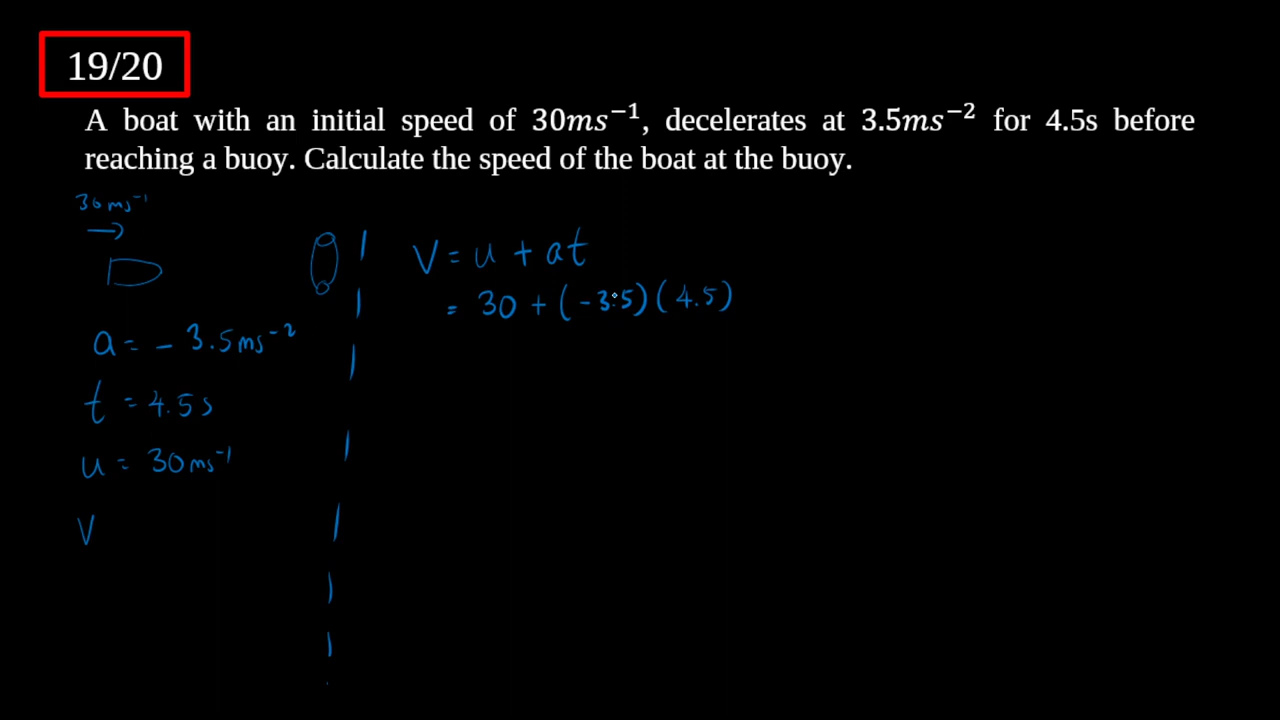 19/20
A boat with an initial speed of 30ms⁻¹, decelerates at 3.5ms⁻² for 4.5s before
reaching a buoy. Calculate the speed of the boat at the buoy.
30ms⁻¹
a = - 3.5ms⁻²
t = 4.5s
u = 30ms⁻¹
V
V = u + at
= 30 + (-3.5)(4.5)